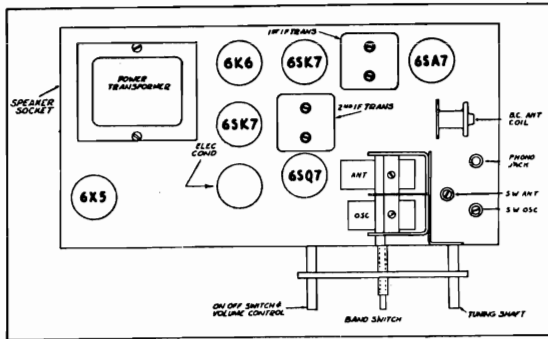 1ST IF TRANS
6K6
6SK7
6SA7
POWER
TRANSFORMER
SPEAKER
SOCKET
2ND IF TRANS
B.C. ANT
COIL
6SK7
ELEC
COND
PHONO
JACK
ANT
6SQ7
6X5
SW ANT
OSC
SW OSC
ON OFF SWITCH &
VOLUME CONTROL
BAND SWITCH
TUNING SHAFT